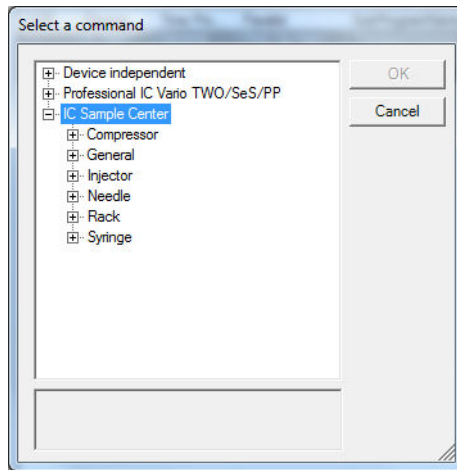 Select a command
Device independent
OK
Professional IC Vario TWO/SeS/PP
IC Sample Center
Cancel
Compressor
General
Injector
Needle
Rack
Syringe